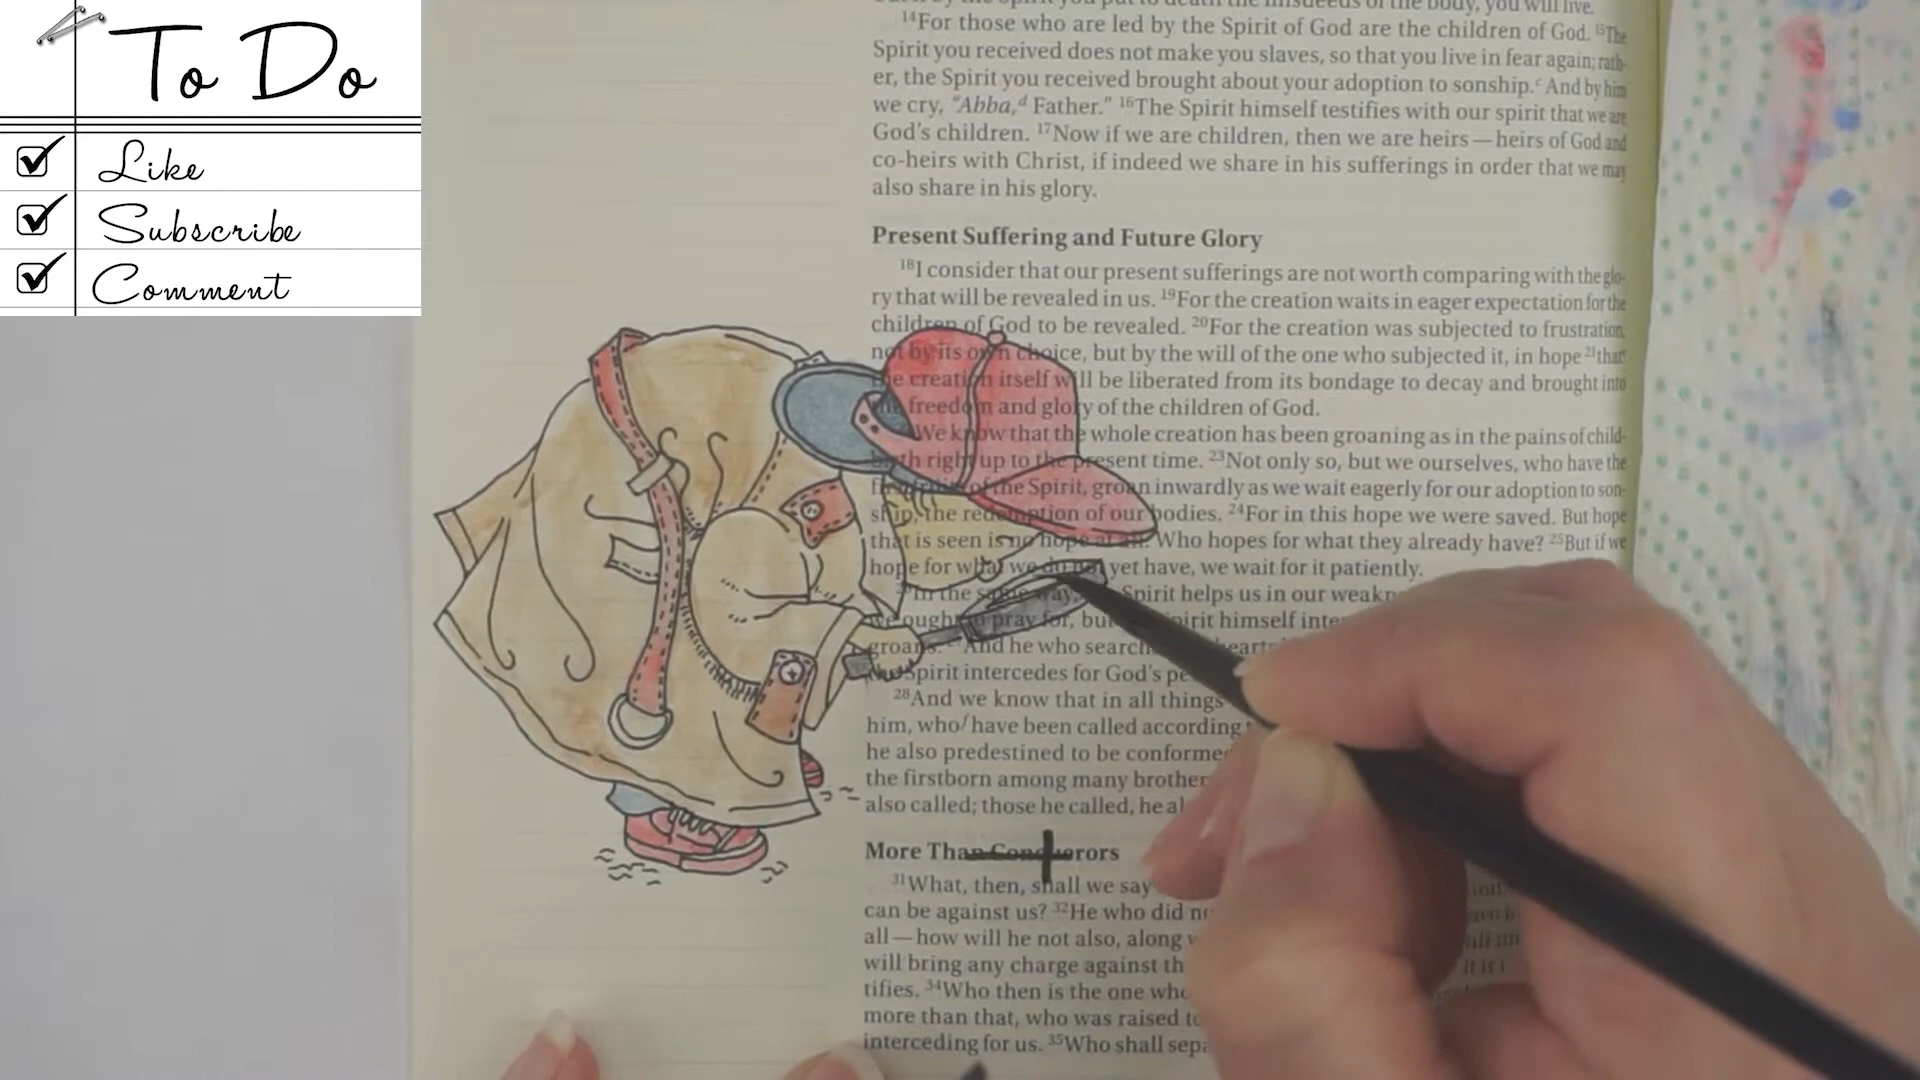 To Do
Like
Subscribe
Comment
14For those who are led by the Spirit of God are the children of God. 15The
Spirit you received does not make you slaves, so that you live in fear again; rath-
er, the Spirit you received brought about your adoption to sonship.c And by him
we cry, “Abba,d Father.” 16The Spirit himself testifies with our spirit that we are
God’s children. 17Now if we are children, then we are heirs — heirs of God and
co-heirs with Christ, if indeed we share in his sufferings in order that we may
also share in his glory.
Present Suffering and Future Glory
18I consider that our present sufferings are not worth comparing with the glo-
ry that will be revealed in us. 19For the creation waits in eager expectation for the
children of God to be revealed. 20For the creation was subjected to frustration,
not by its own choice, but by the will of the one who subjected it, in hope 21that
the creation itself will be liberated from its bondage to decay and brought into
the freedom and glory of the children of God.
We know that the whole creation has been groaning as in the pains of child-
birth right up to the present time. 23Not only so, but we ourselves, who have the
of the Spirit, groan inwardly as we wait eagerly for our adoption to son-
ship, the redemption of our bodies. 24For in this hope we were saved. But hope
that is seen is no hope at all. Who hopes for what they already have? 25But if we
hope for what we do not yet have, we wait for it patiently.
In the same way, Spirit helps us in our
we ought to pray for, but spirit himself
groans. And he who
Spirit intercedes for God’s
28And we know that in all things
him, who have been called according
he also predestined to be
the firstborn among many
also called; those he called, he
More Than Conquerors
31What, then, shall we say
can be against us? 32He who did
all — how will he not also, along
will bring any charge against
tifies. 34Who then is the one
more than that, who was raised
interceding for us. 35Who shall